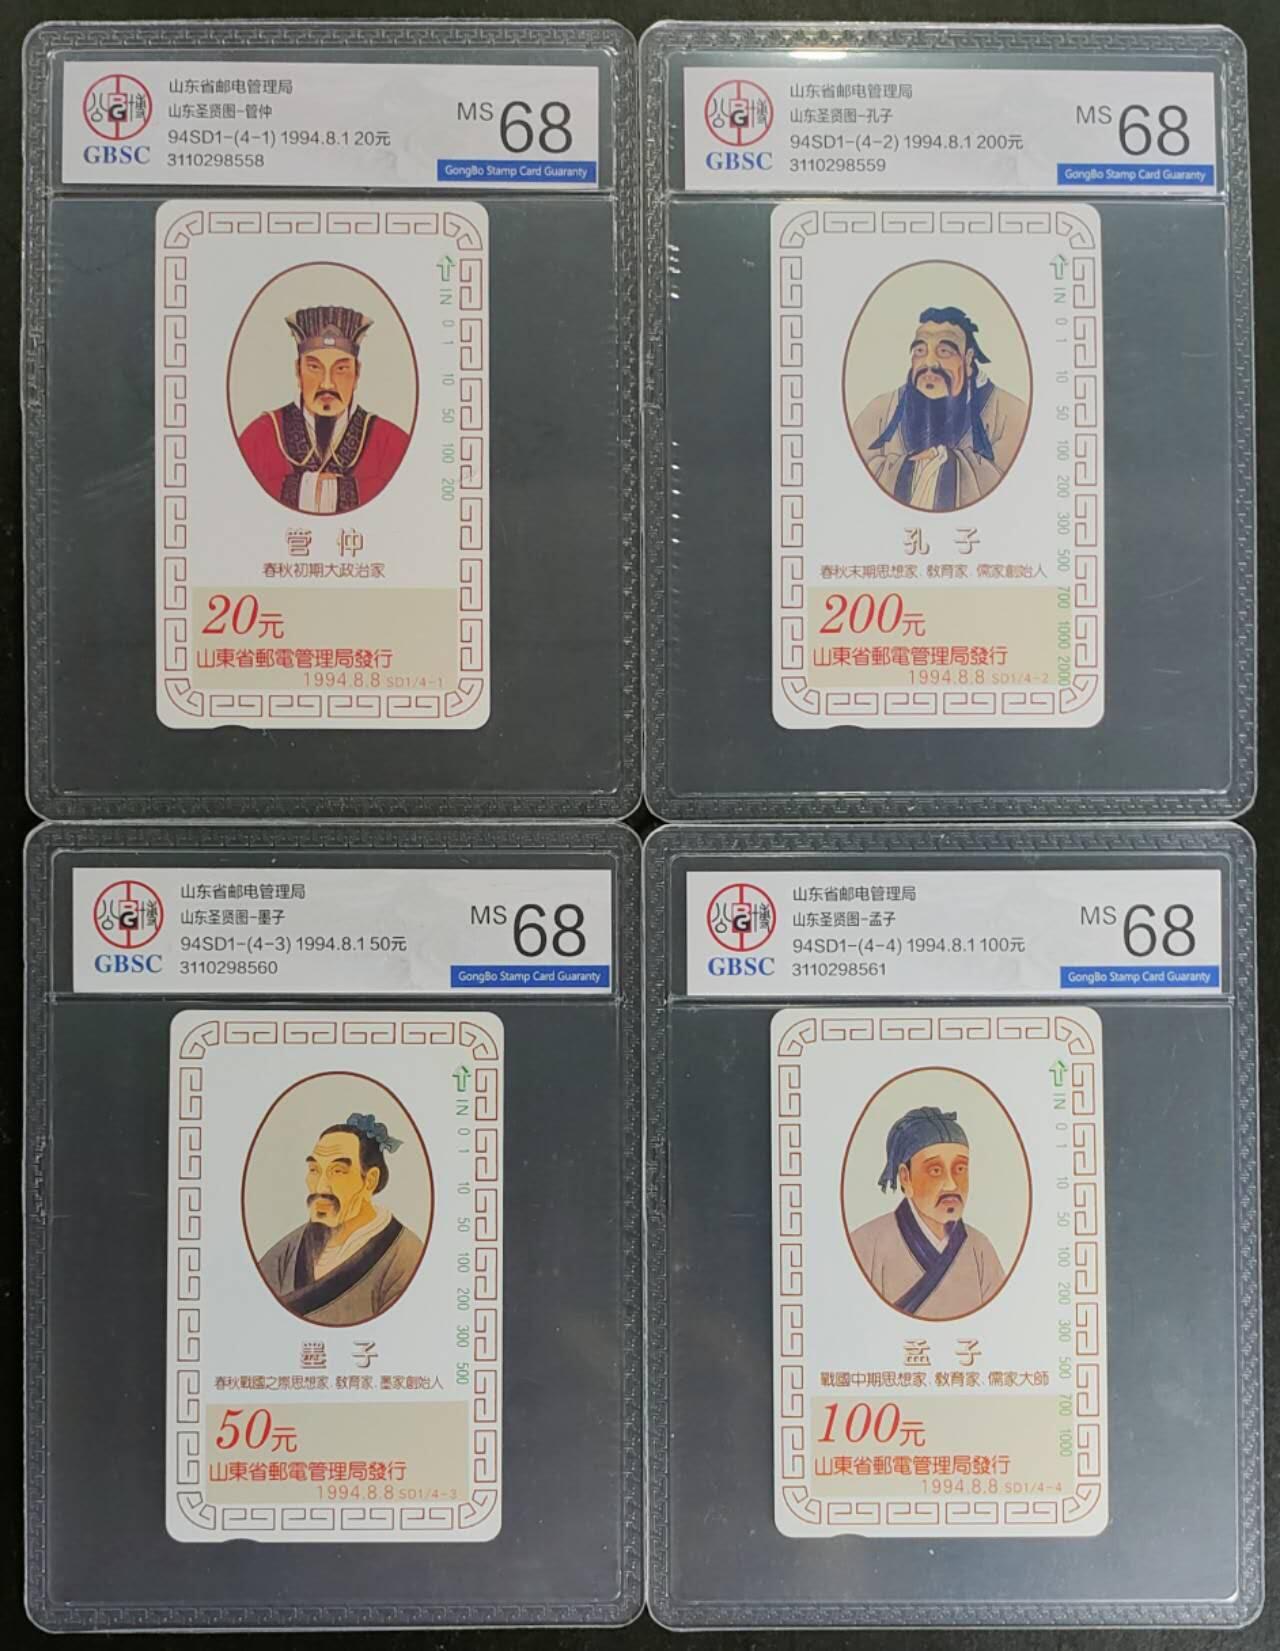 山东省邮电管理局
山东圣贤图-管仲
94SD1-(4-1) 1994.8.1 20元
3110298558
GBSC
MS 68
GongBo Stamp Card Guaranty
IN 0 1 10 50 100 200
管仲
春秋初期大政治家
20元
山東省郵電管理局發行
1994.8.8 SD1/4-1
山东省邮电管理局
山东圣贤图-孔子
94SD1-(4-2) 1994.8.1 200元
3110298559
GBSC
MS 68
GongBo Stamp Card Guaranty
IN 0 1 10 50 100 200 300 500 700 1000 2000
孔子
春秋末期思想家、教育家、儒家創始人
200元
山東省郵電管理局發行
1994.8.8 SD1/4-2
山东省邮电管理局
山东圣贤图-墨子
94SD1-(4-3) 1994.8.1 50元
3110298560
GBSC
MS 68
GongBo Stamp Card Guaranty
IN 0 1 10 50 100 200 300 500
墨子
春秋戰國之際思想家、教育家、墨家創始人
50元
山東省郵電管理局發行
1994.8.8 SD1/4-3
山东省邮电管理局
山东圣贤图-孟子
94SD1-(4-4) 1994.8.1 100元
3110298561
GBSC
MS 68
GongBo Stamp Card Guaranty
IN 0 1 10 50 100 200 300 500 700 1000
孟子
戰國中期思想家、教育家、儒家大師
100元
山東省郵電管理局發行
1994.8.8 SD1/4-4